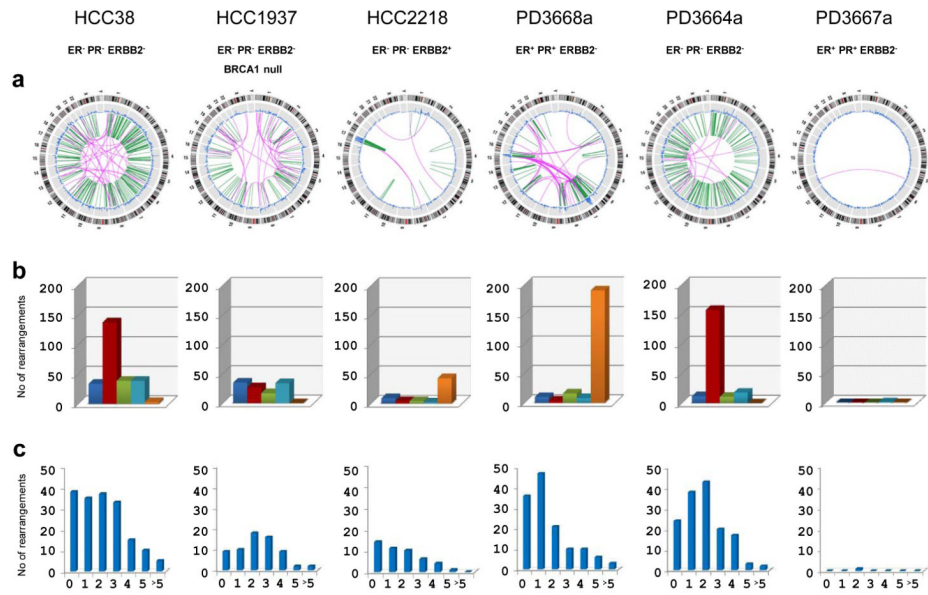 HCC38 HCC1937 HCC2218 PD3668a PD3664a PD3667a
ER- PR- ERBB2- ER- PR- ERBB2- ER- PR- ERBB2+ ER+ PR+ ERBB2- ER- PR- ERBB2- ER+ PR+ ERBB2-
BRCA1 null
a
b
No of rearrangements
200 200 200 200 200 200
150 150 150 150 150 150
100 100 100 100 100 100
50 50 50 50 50 50
0 0 0 0 0 0
c
No of rearrangements
50 50 50 50 50 50
40 40 40 40 40 40
30 30 30 30 30 30
20 20 20 20 20 20
10 10 10 10 10 10
0 1 2 3 4 5 >5 0 1 2 3 4 5 >5 0 1 2 3 4 5 >5 0 1 2 3 4 5 >5 0 1 2 3 4 5 >5 0 1 2 3 4 5 >5